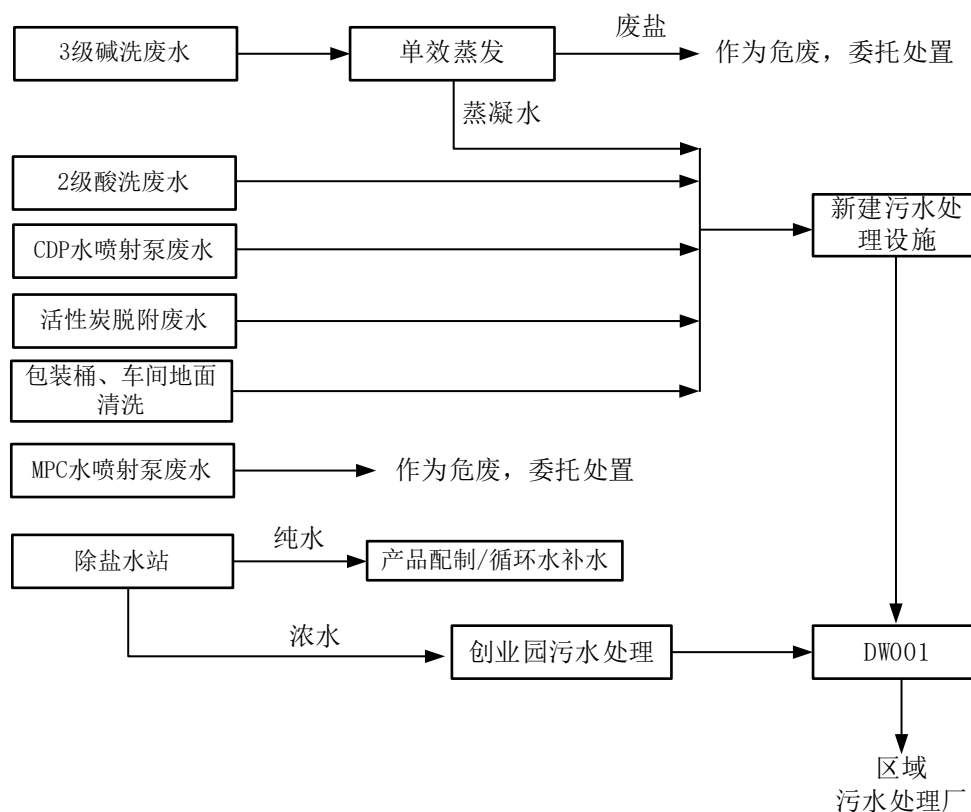 3级碱洗废水
单效蒸发
废盐
作为危废，委托处置
蒸凝水
2级酸洗废水
新建污水处
理设施
CDP水喷射泵废水
活性炭脱附废水
包装桶、车间地面
清洗
MPC水喷射泵废水
作为危废，委托处置
除盐水站
纯水
产品配制/循环水补水
浓水
创业园污水处理
DW001
区域
污水处理厂